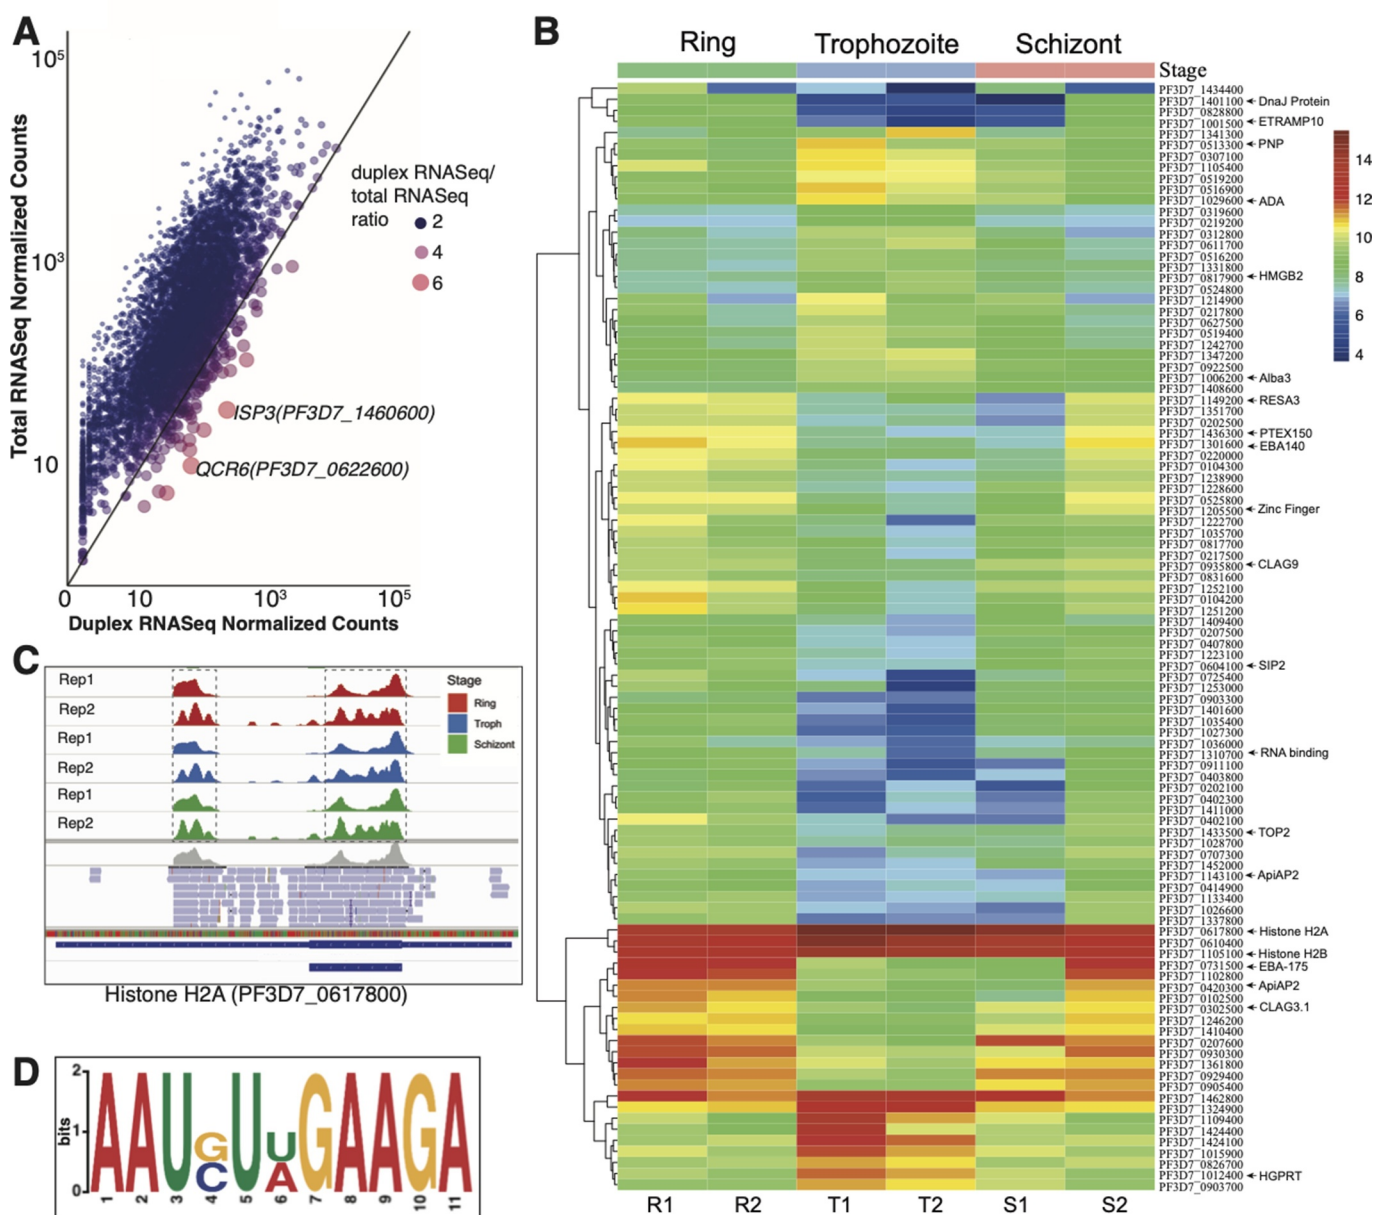 A
10⁵
10³
10
0
10
10³
10⁵
Total RNASeq Normalized Counts
Duplex RNASeq Normalized Counts
duplex RNASeq/
total RNASeq
ratio
2
4
6
ISP3(PF3D7_1460600)
QCR6(PF3D7_0622600)
B
Ring Trophozoite Schizont
Stage
PF3D7_1434400
PF3D7_1401100 DnaJ Protein
PF3D7_0828800
PF3D7_1001500 ETRAMP10
PF3D7_1341300
PF3D7_0513300 PNP
PF3D7_0307100
PF3D7_1105400
PF3D7_0519200
PF3D7_0516900
PF3D7_1029600 ADA
PF3D7_0319600
PF3D7_0219200
PF3D7_0312800
PF3D7_0611700
PF3D7_0516200
PF3D7_1331800
PF3D7_0817900 HMGB2
PF3D7_0524800
PF3D7_1214900
PF3D7_0217800
PF3D7_0627500
PF3D7_0519400
PF3D7_1242700
PF3D7_1347200
PF3D7_0922500
PF3D7_1006200 Alba3
PF3D7_1408600
PF3D7_1149200 RESA3
PF3D7_1351700
PF3D7_0202500
PF3D7_1436300 PTEX150
PF3D7_1301600 EBA140
PF3D7_0220000
PF3D7_0104300
PF3D7_1238900
PF3D7_1228600
PF3D7_0525800
PF3D7_1205500 Zinc Finger
PF3D7_1222700
PF3D7_1035700
PF3D7_0817700
PF3D7_0217500
PF3D7_0935800 CLAG9
PF3D7_0831600
PF3D7_1252100
PF3D7_0104200
PF3D7_1251200
PF3D7_1409400
PF3D7_0207500
PF3D7_0407800
PF3D7_1223100
PF3D7_0604100 SIP2
PF3D7_0725400
PF3D7_1253000
PF3D7_0903300
PF3D7_1401600
PF3D7_1035400
PF3D7_1027300
PF3D7_1036000
PF3D7_1310700 RNA binding
PF3D7_0911100
PF3D7_0403800
PF3D7_0202100
PF3D7_0402300
PF3D7_1411000
PF3D7_0402100
PF3D7_1433500 TOP2
PF3D7_1028700
PF3D7_0707300
PF3D7_1452000
PF3D7_1143100 ApiAP2
PF3D7_0414900
PF3D7_1133400
PF3D7_1026600
PF3D7_1337800
PF3D7_0617800 Histone H2A
PF3D7_0610400
PF3D7_1105100 Histone H2B
PF3D7_0731500 EBA-175
PF3D7_1102800
PF3D7_0420300 ApiAP2
PF3D7_0102500
PF3D7_0302500 CLAG3.1
PF3D7_1246200
PF3D7_1410400
PF3D7_0207600
PF3D7_0930300
PF3D7_1361800
PF3D7_0929400
PF3D7_0905400
PF3D7_1462800
PF3D7_1324900
PF3D7_1109400
PF3D7_1424400
PF3D7_1424100
PF3D7_1015900
PF3D7_0826700
PF3D7_1012400 HGPRT
PF3D7_0903700
R1 R2 T1 T2 S1 S2
14
12
10
8
6
4
C
Rep1
Rep2
Rep1
Rep2
Rep1
Rep2
Stage
Ring
Troph
Schizont
Histone H2A (PF3D7_0617800)
D
2
1
0
bits
AAUGUUGAAGA
CA
1 2 3 4 5 6 7 8 9 10 11